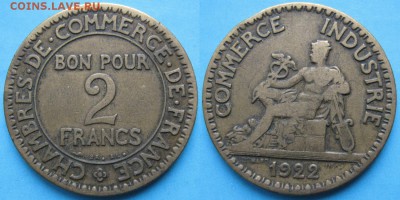 COINS.LAVE.RU
CHAMBRES·DE·COMMERCE·DE·FRANCE
BON POUR
2
FRANCS
COMMERCE INDUSTRIE
1922